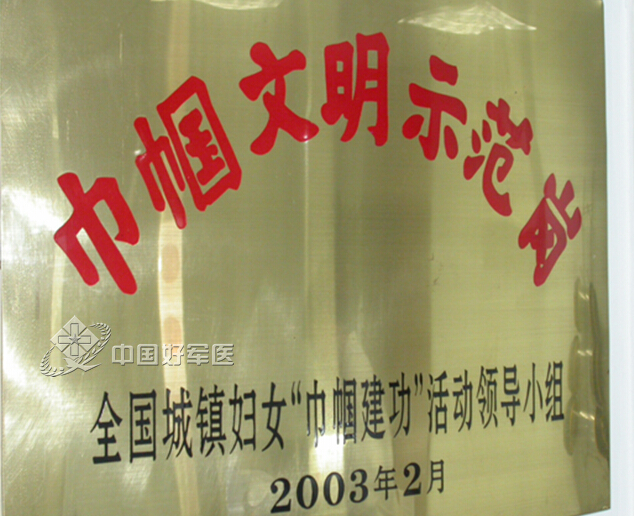 巾帼文明示范岗
中国好军医
全国城镇妇女“巾帼建功”活动领导小组
2003年2月